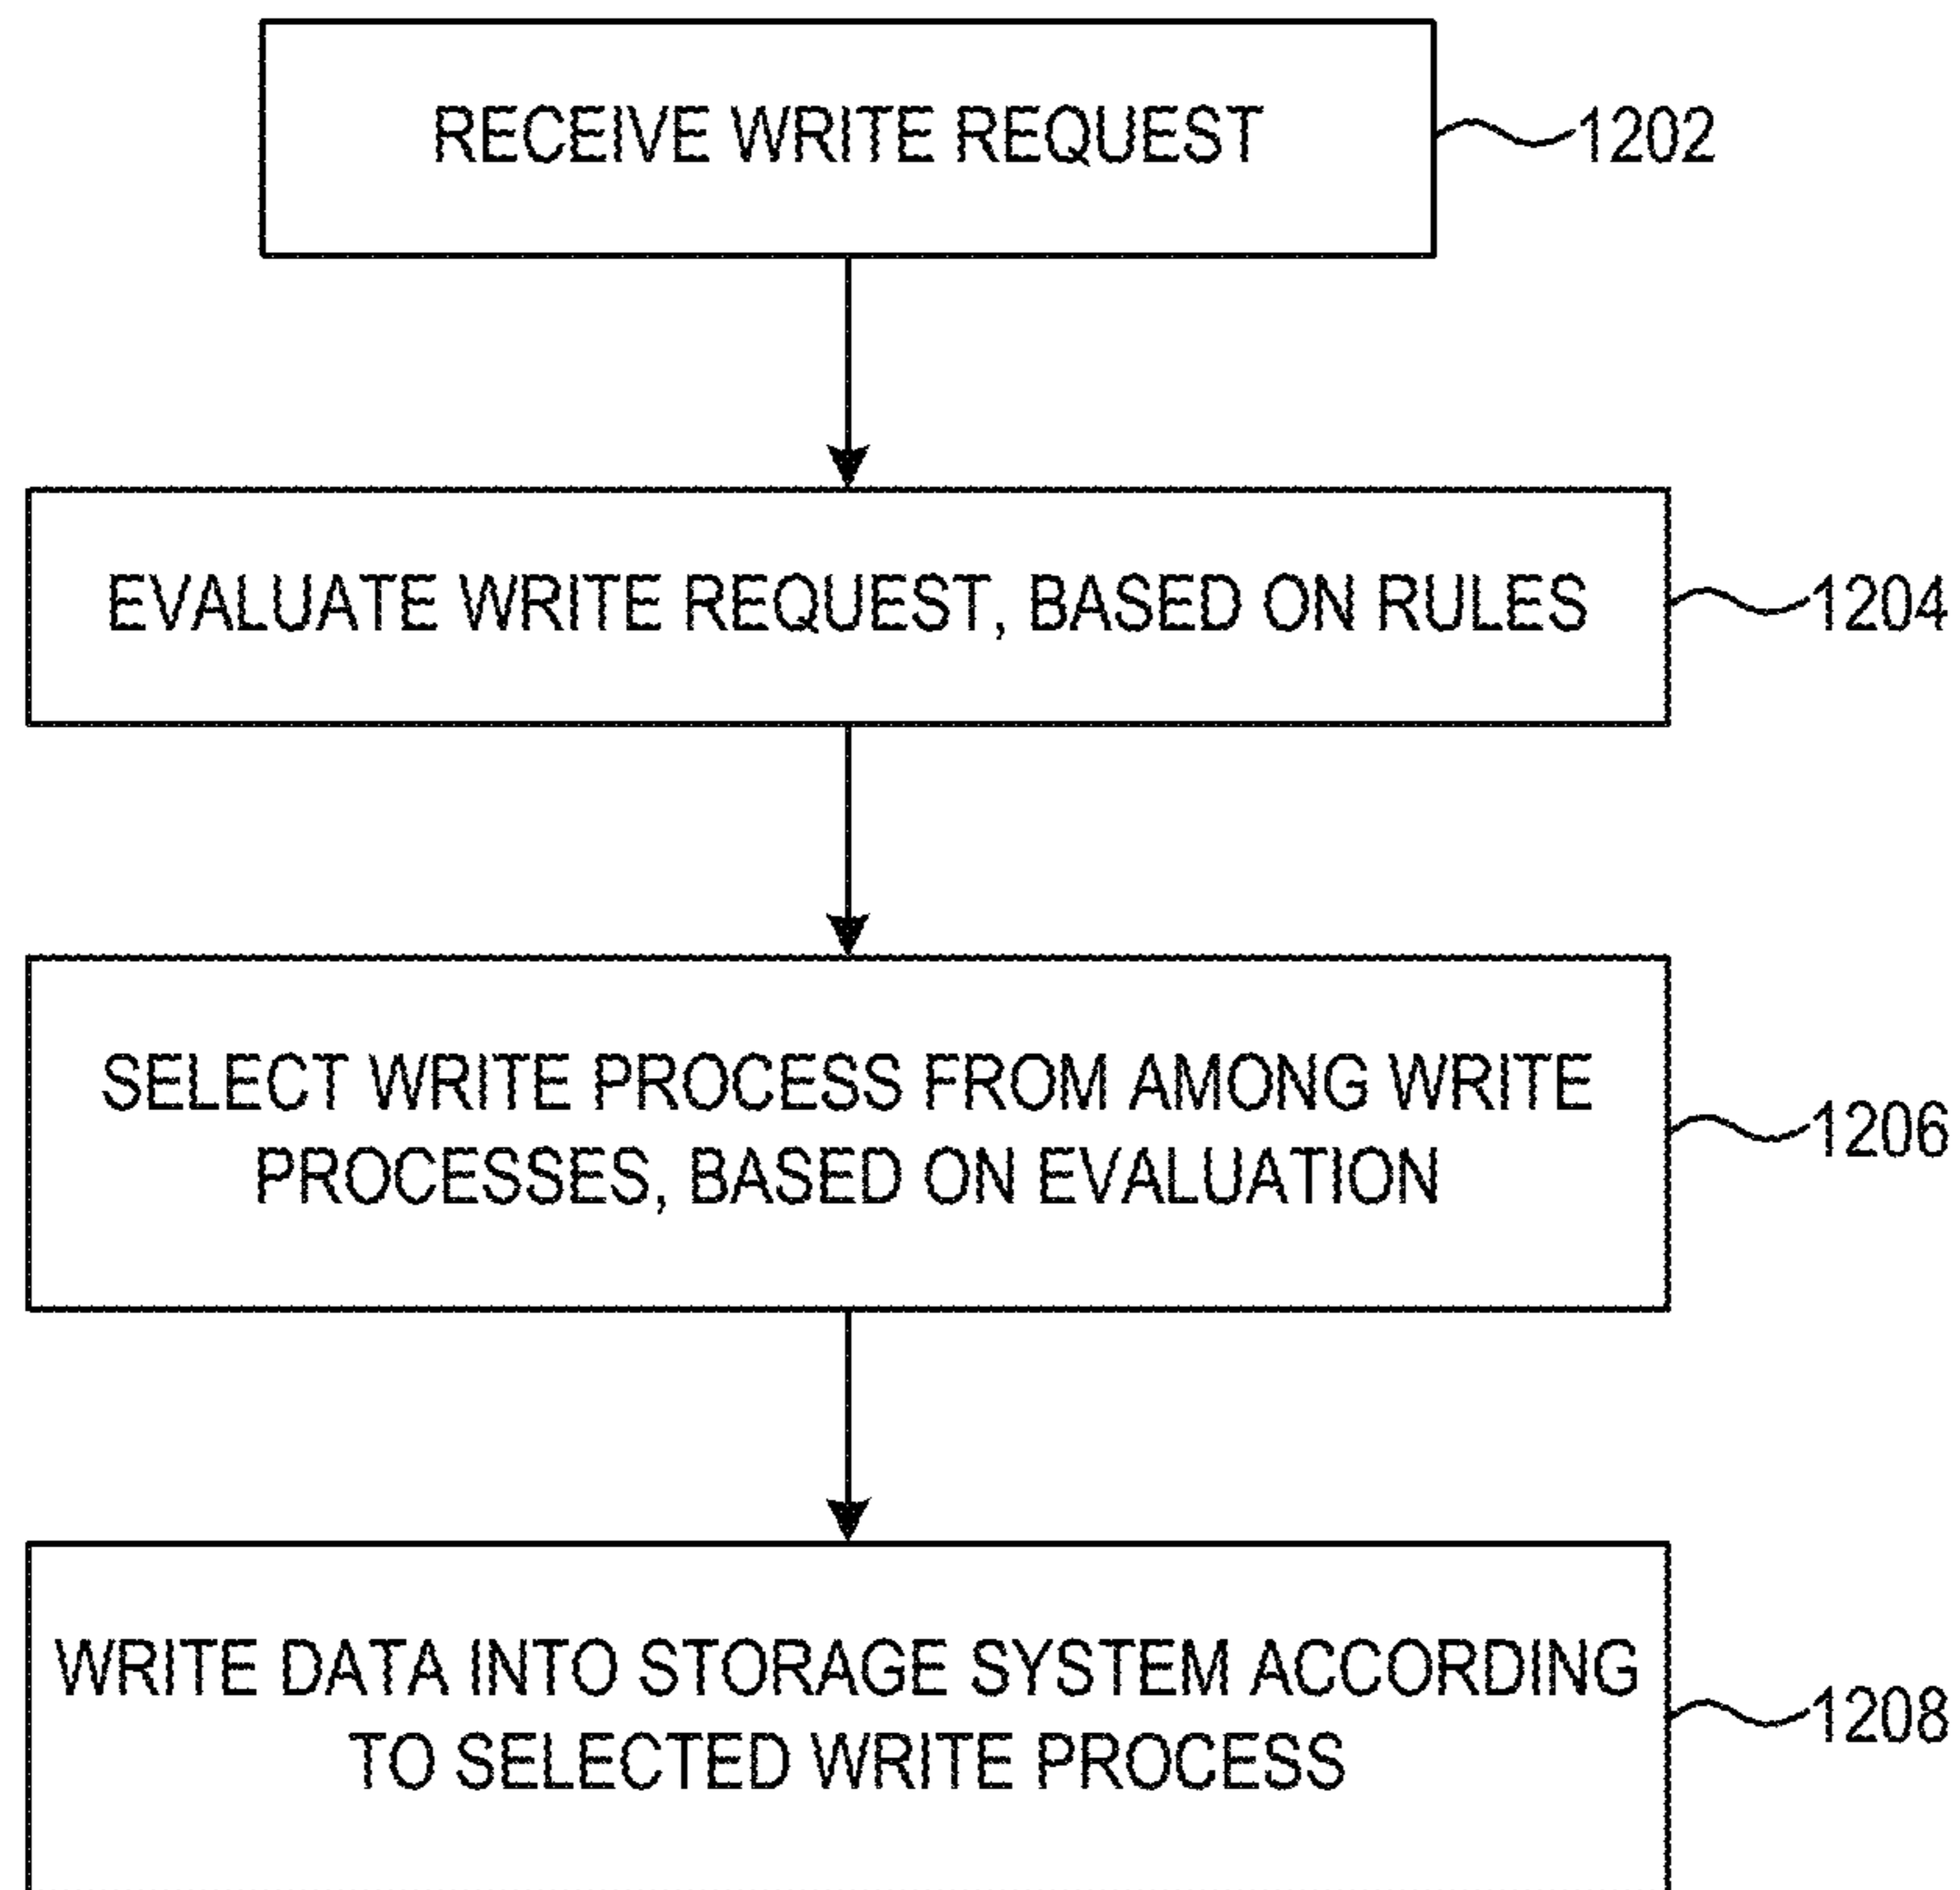 RECEIVE WRITE REQUEST
1202
EVALUATE WRITE REQUEST, BASED ON RULES
1204
SELECT WRITE PROCESS FROM AMONG WRITE
PROCESSES, BASED ON EVALUATION
1206
WRITE DATA INTO STORAGE SYSTEM ACCORDING
TO SELECTED WRITE PROCESS
1208